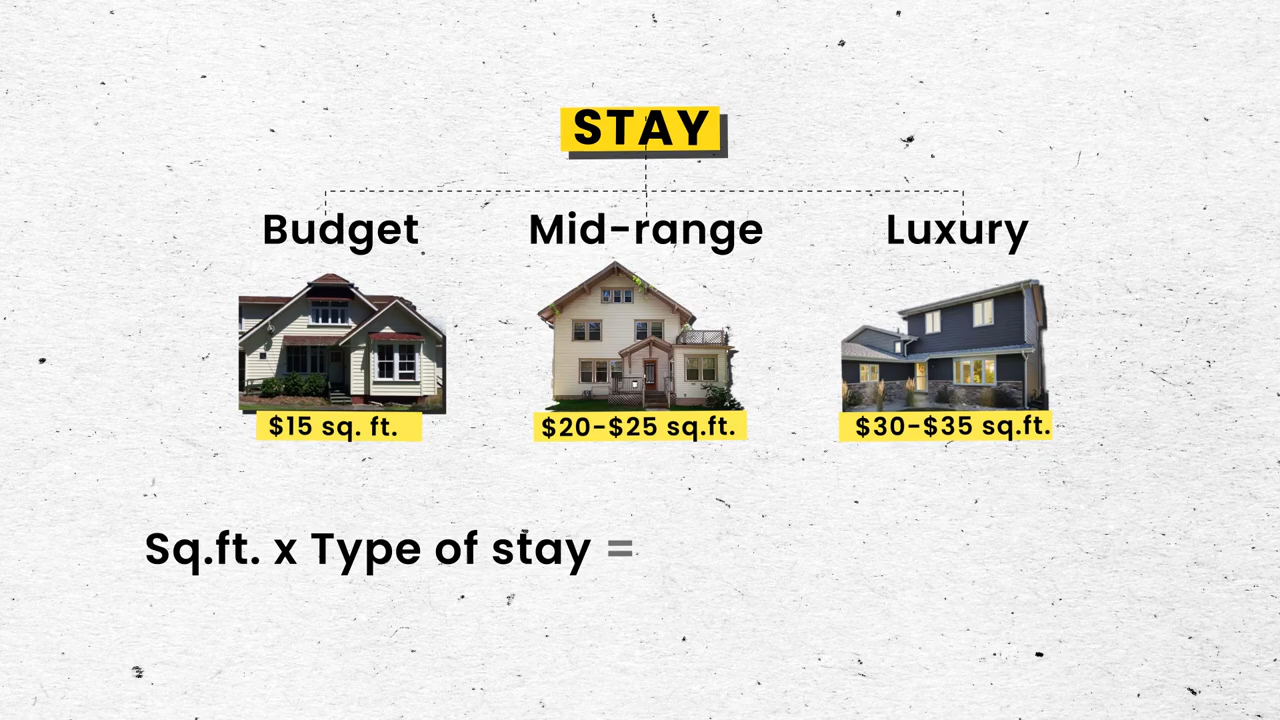 STAY
Budget
Mid-range
Luxury
$15 sq. ft.
$20-$25 sq.ft.
$30-$35 sq.ft.
Sq.ft. x Type of stay =